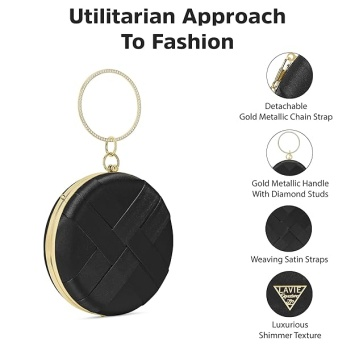 Utilitarian Approach
To Fashion
Detachable
Gold Metallic Chain Strap
Gold Metallic Handle
With Diamond Studs
Weaving Satin Straps
LAVIE
Luxurious
Shimmer Texture